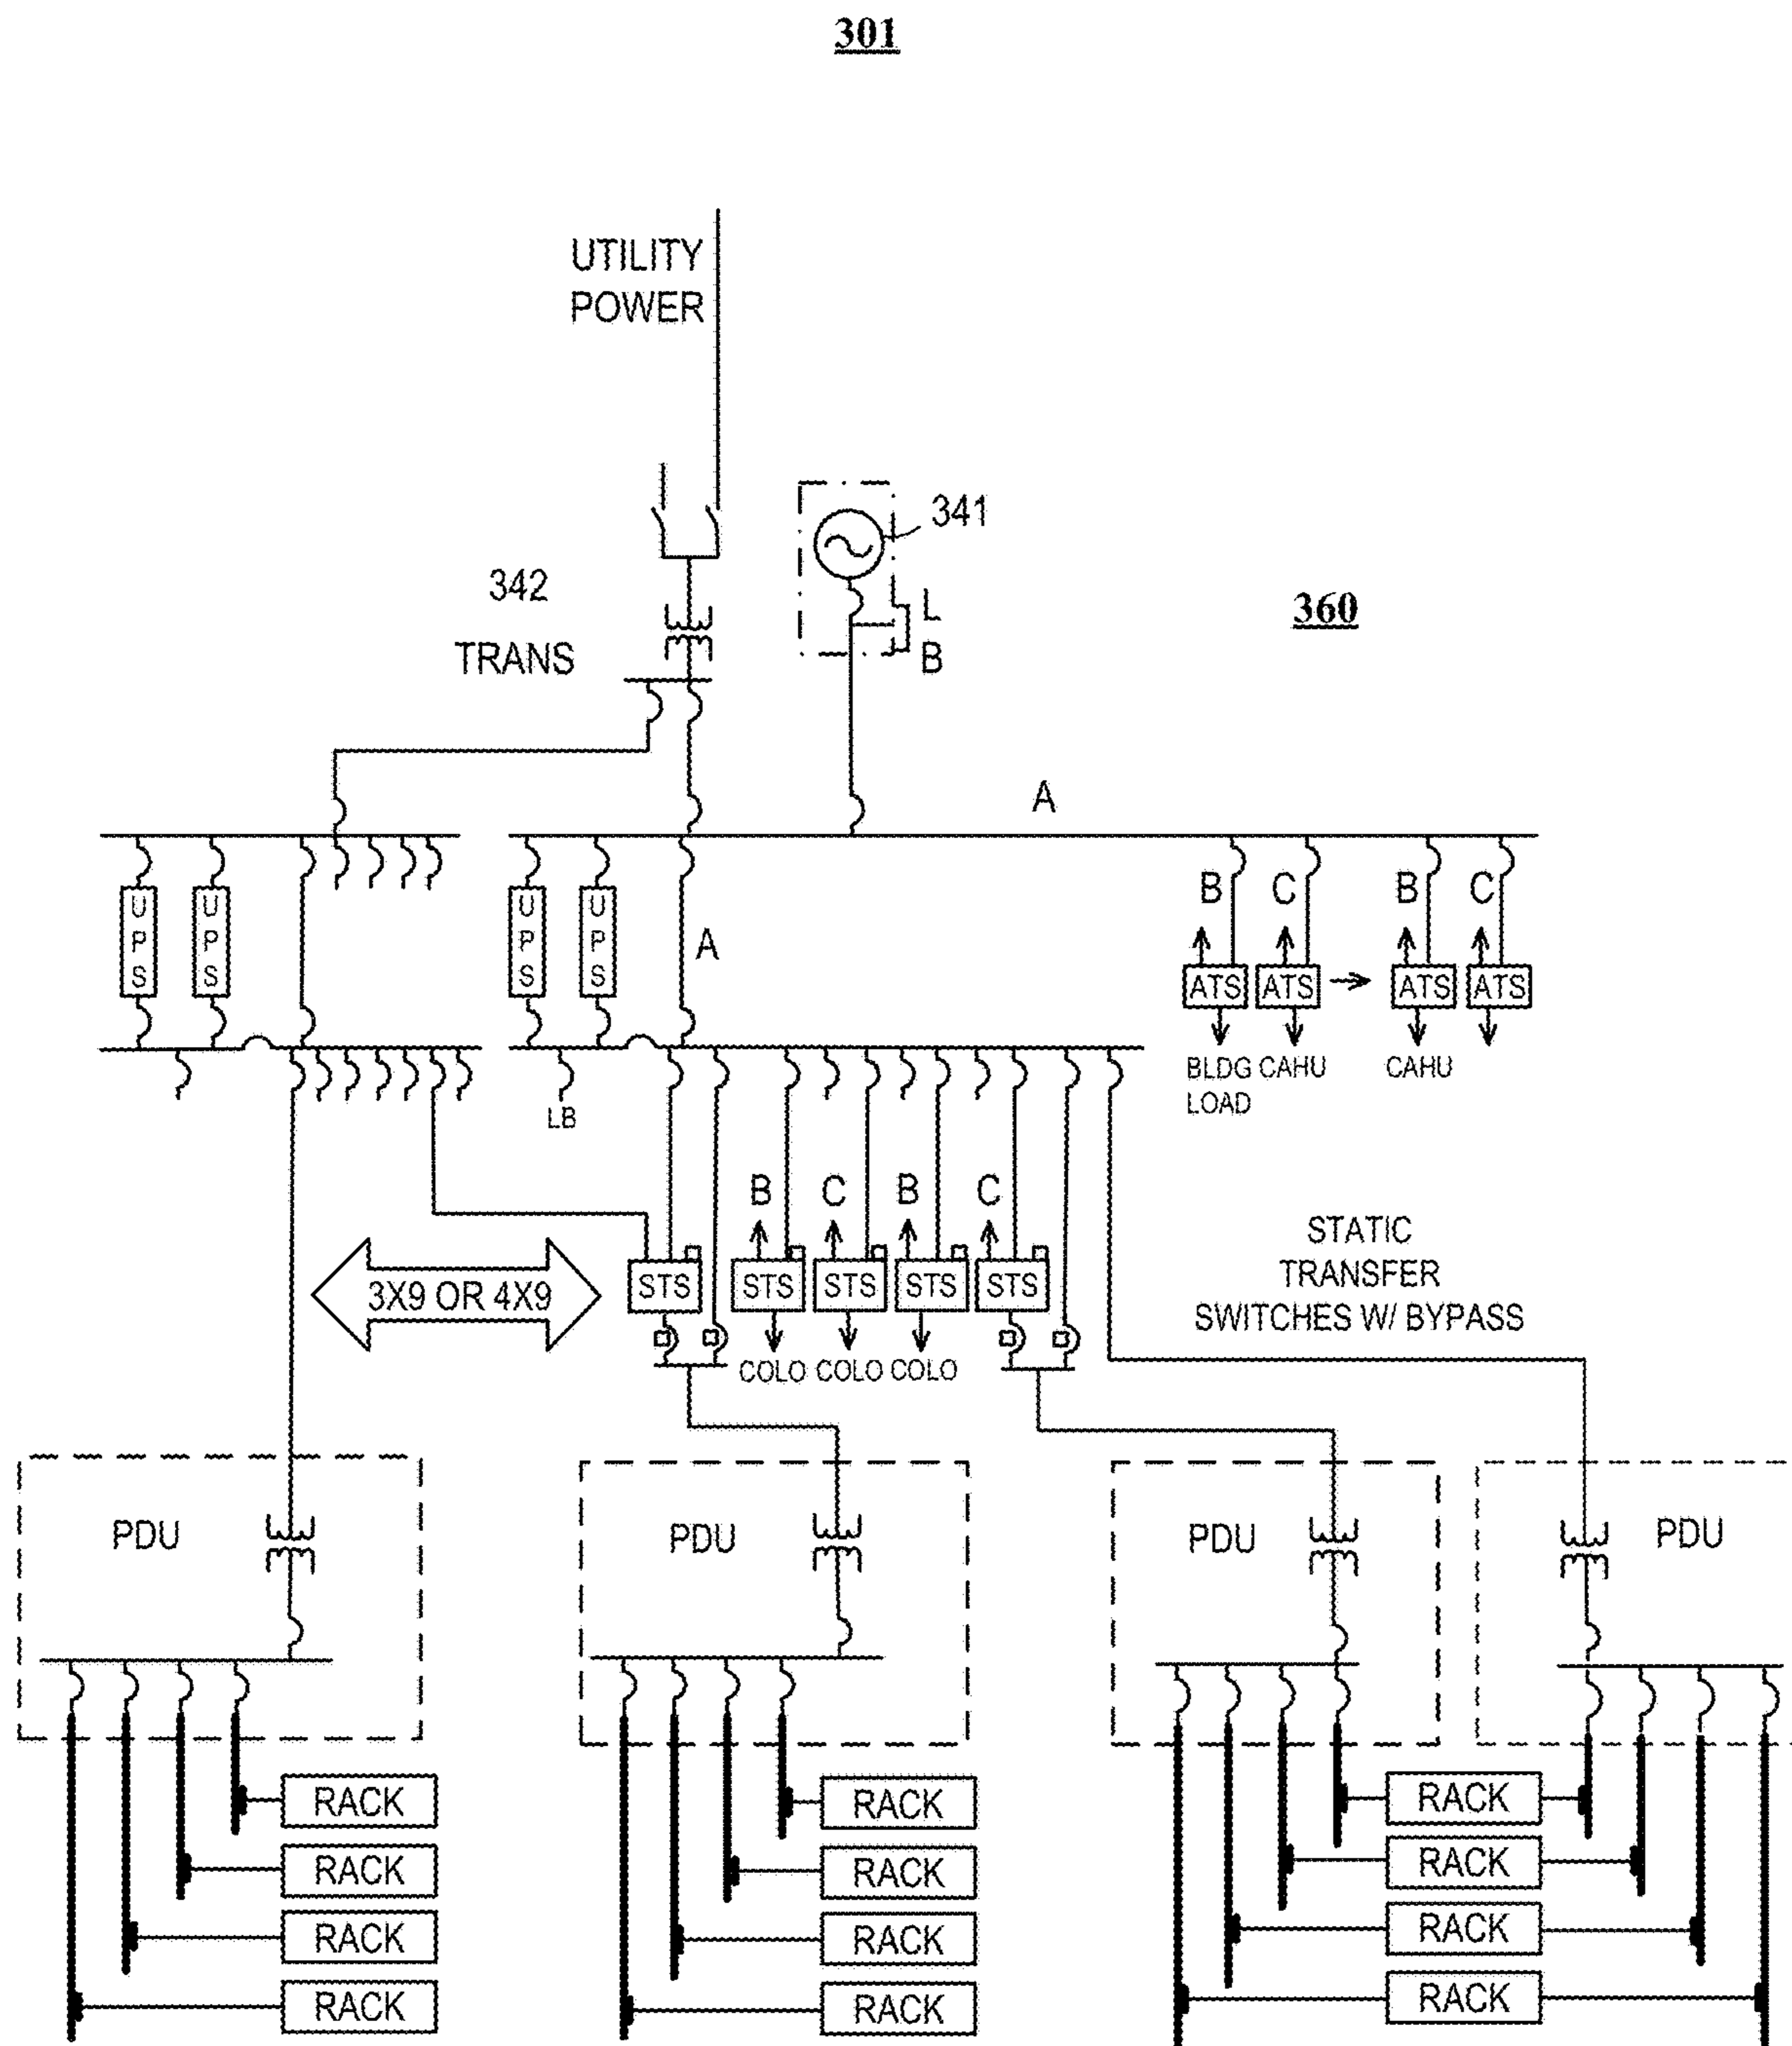 301
UTILITY
POWER
341
342
TRANS
L
B
360
A
UPS UPS UPS UPS
A
B C B C
ATS ATS ATS ATS
BLDG CAHU CAHU
LOAD
LB
B C B C
STATIC
TRANSFER
SWITCHES W/ BYPASS
3X9 OR 4X9
STS STS STS STS STS
COLO COLO COLO
PDU PDU PDU PDU
RACK RACK RACK
RACK RACK RACK
RACK RACK RACK
RACK RACK RACK